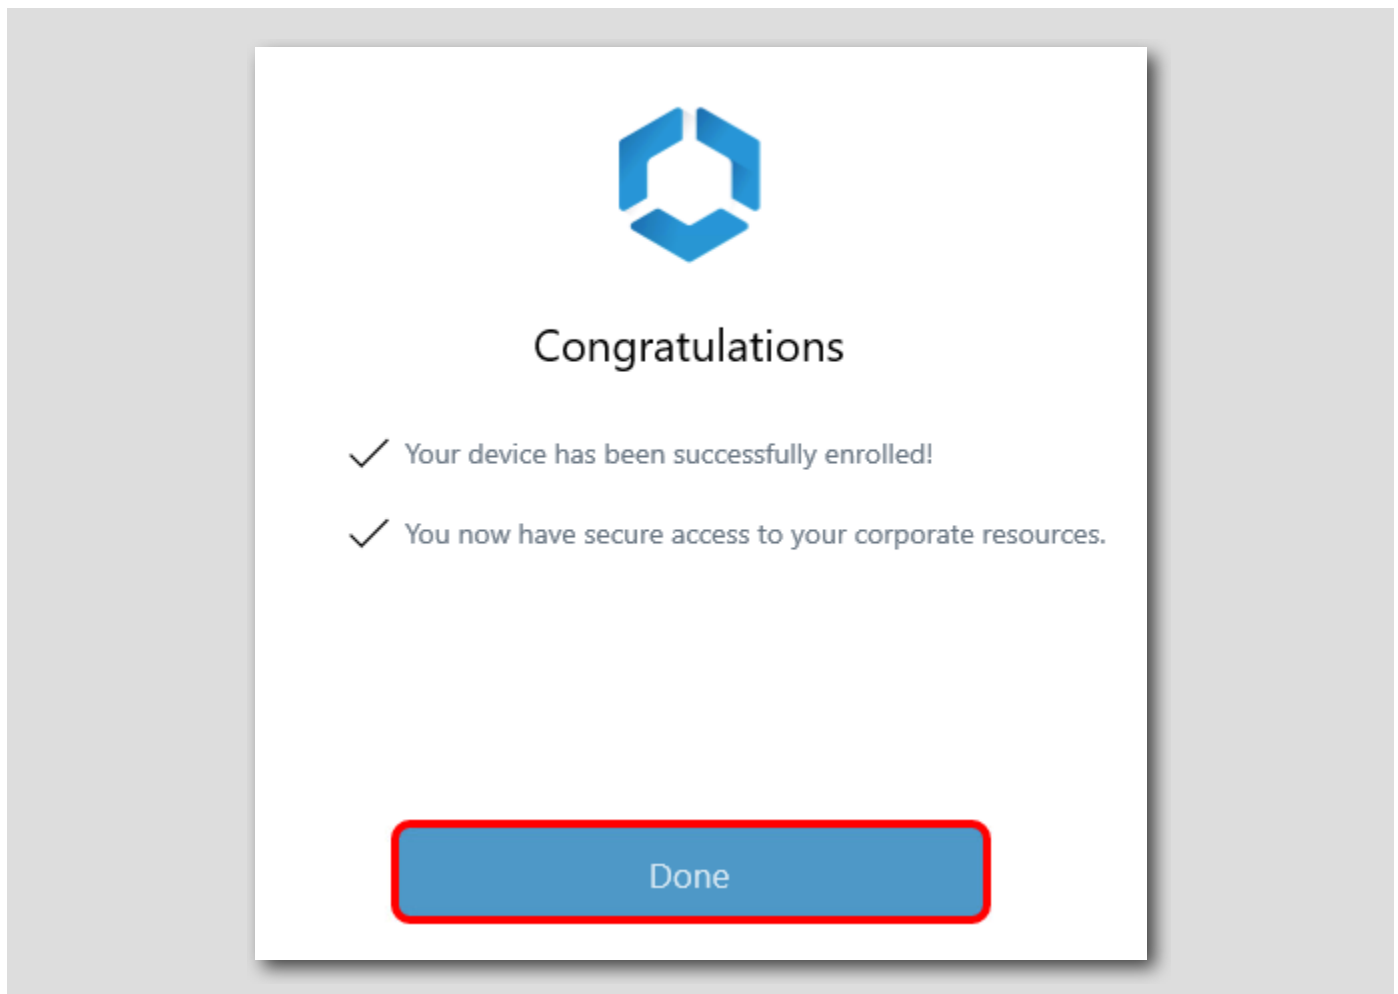 Congratulations
Your device has been successfully enrolled!
You now have secure access to your corporate resources.
Done